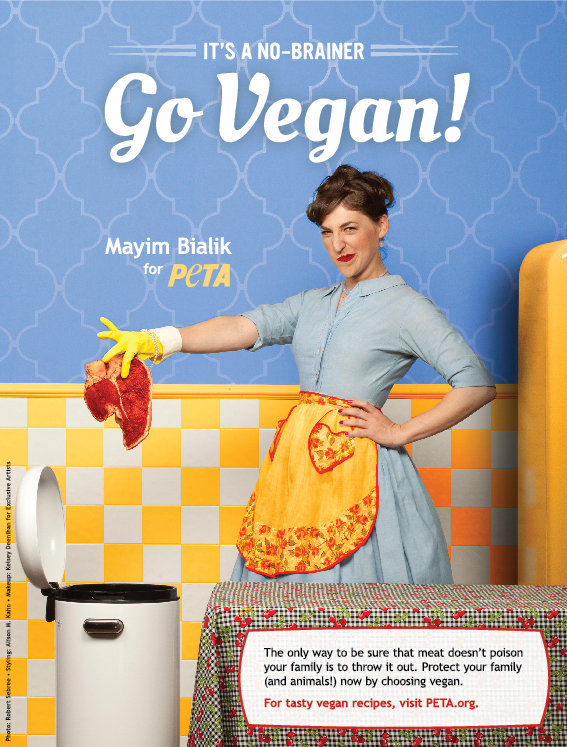 IT'S A NO-BRAINER
Go Vegan!
Mayim Bialik
for PETA
The only way to be sure that meat doesn't poison
your family is to throw it out. Protect your family
(and animals!) now by choosing vegan.
For tasty vegan recipes, visit PETA.org.
Photo: Robert Sebree • Styling: Alison M. Kahn • Makeup: Kelsey Deenihan for Exclusive Artists